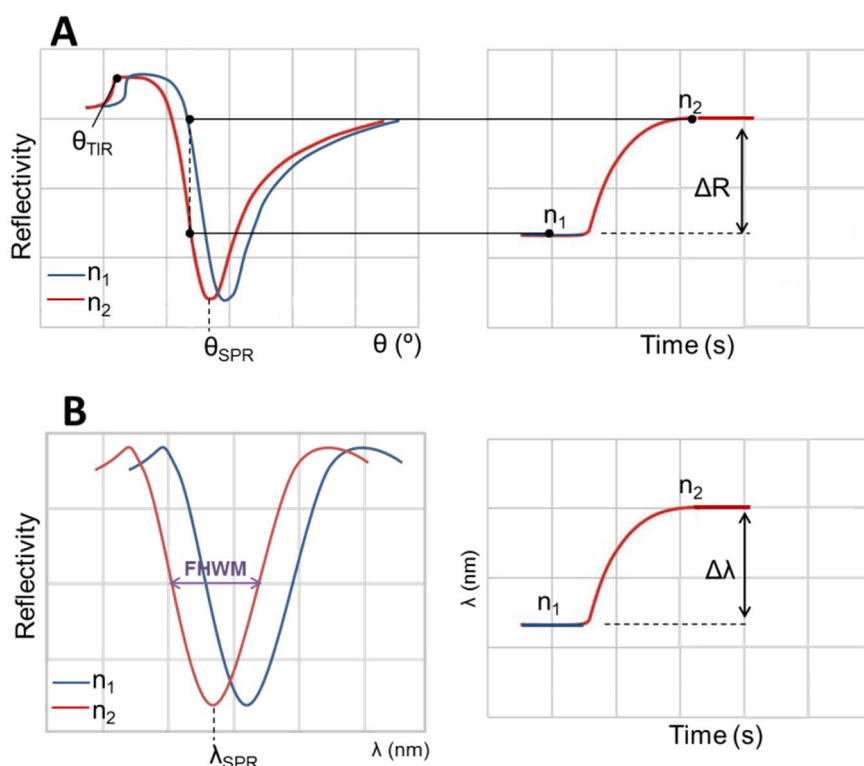 A
Reflectivity
θTIR
n₁
n₂
θSPR
θ (º)
n₂
n₁
ΔR
Time (s)
B
Reflectivity
FHWM
n₁
n₂
λSPR
λ (nm)
λ (nm)
n₂
n₁
Δλ
Time (s)